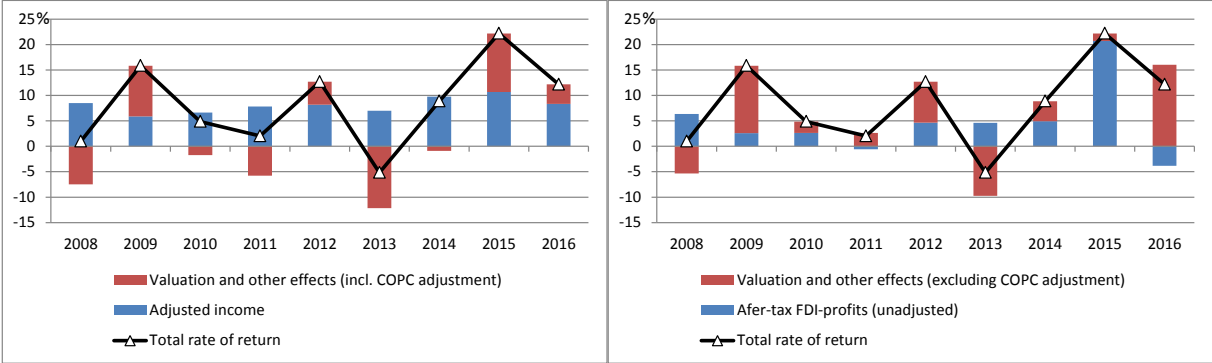 25%
20
15
10
5
0
-5
-10
-15
2008 2009 2010 2011 2012 2013 2014 2015 2016
Valuation and other effects (incl. COPC adjustment)
Adjusted income
Total rate of return
25%
20
15
10
5
0
-5
-10
-15
2008 2009 2010 2011 2012 2013 2014 2015 2016
Valuation and other effects (excluding COPC adjustment)
Afer-tax FDI-profits (unadjusted)
Total rate of return